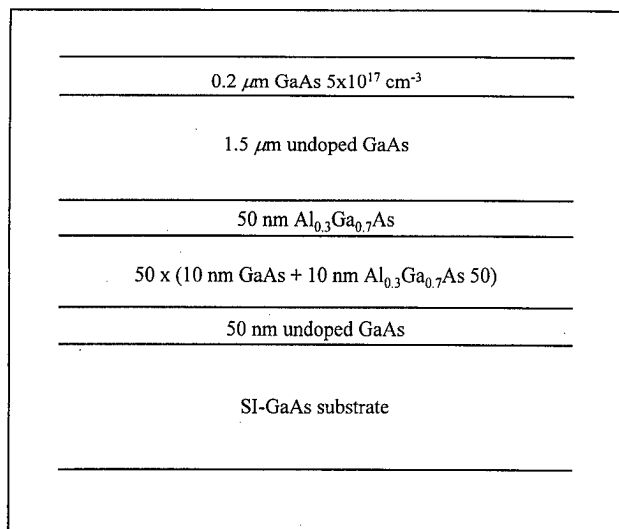 0.2 μm GaAs 5x10¹⁷ cm⁻³
1.5 μm undoped GaAs
50 nm Al₀.₃Ga₀.₇As
50 x (10 nm GaAs + 10 nm Al₀.₃Ga₀.₇As 50)
50 nm undoped GaAs
SI-GaAs substrate